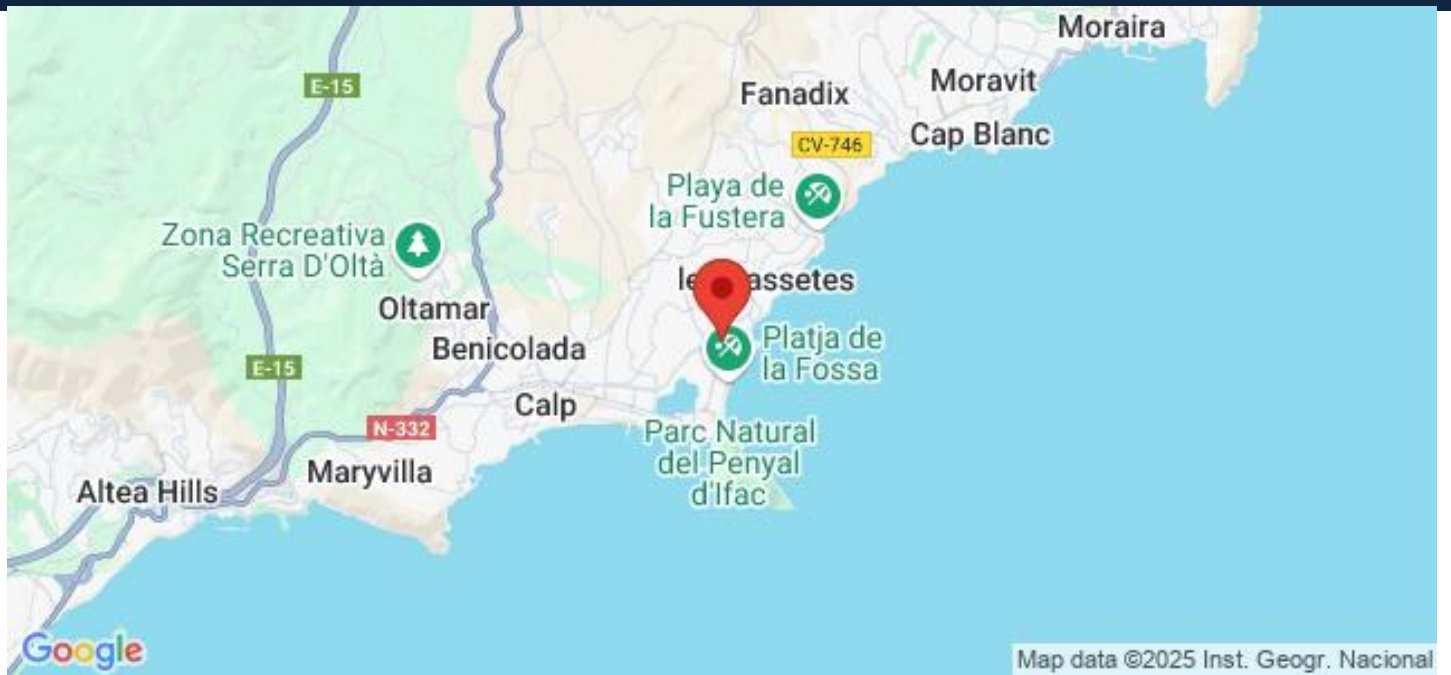 Moraira
E-15
Fanadix
Moravit
CV-746
Cap Blanc
Playa de
la Fustera
Zona Recreativa
Serra D'Oltà
Oltamar
Benicolada
E-15
Platja de
la Fossa
Calp
N-332
Parc Natural
del Penyal
d'Ifac
Maryvilla
Altea Hills
Google
Map data ©2025 Inst. Geogr. Nacional